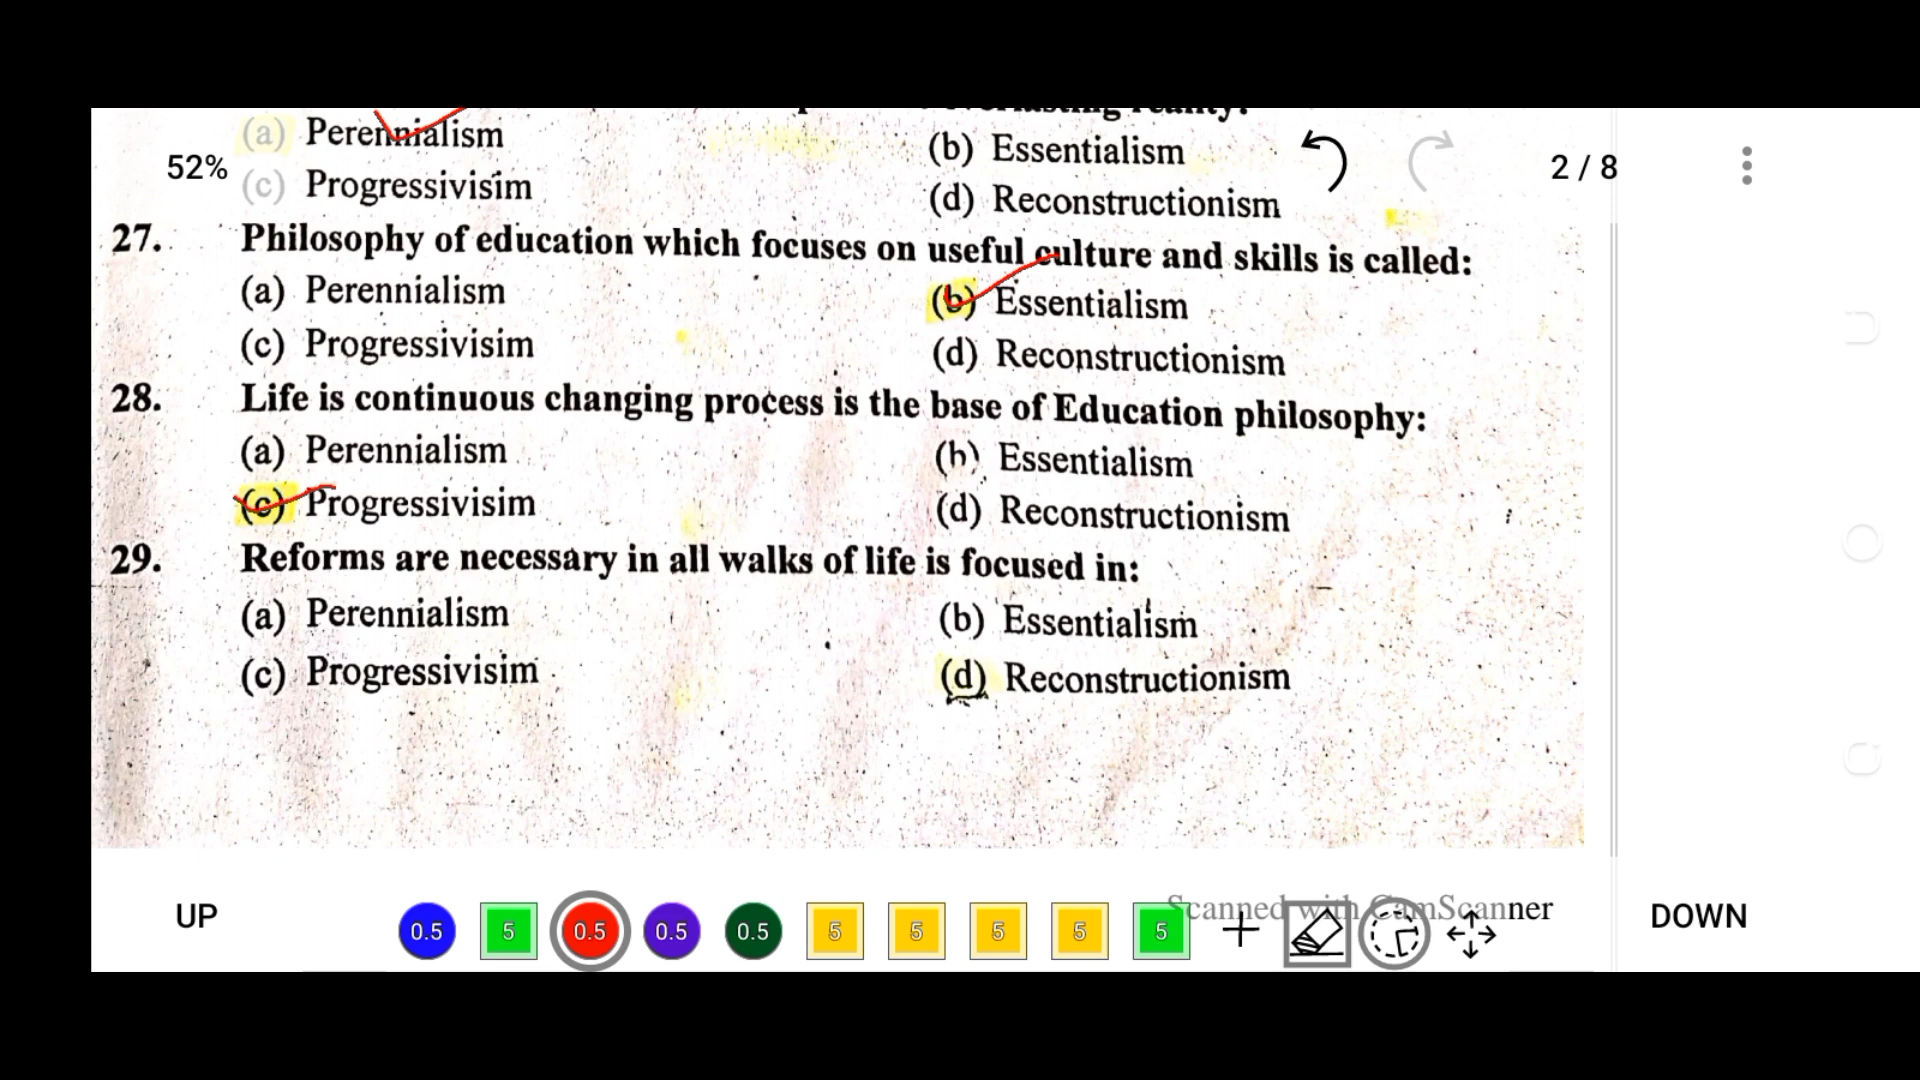 everlasting reality:
(a) Perennialism (b) Essentialism
52% (c) Progressivisim (d) Reconstructionism 2 / 8
27. Philosophy of education which focuses on useful culture and skills is called:
(a) Perennialism (b) Essentialism
(c) Progressivisim (d) Reconstructionism
28. Life is continuous changing process is the base of Education philosophy:
(a) Perennialism (b) Essentialism
(c) Progressivisim (d) Reconstructionism
29. Reforms are necessary in all walks of life is focused in:
(a) Perennialism (b) Essentialism
(c) Progressivisim (d) Reconstructionism
Scanned with CamScanner
UP 0.5 5 0.5 0.5 0.5 5 5 5 5 5 DOWN